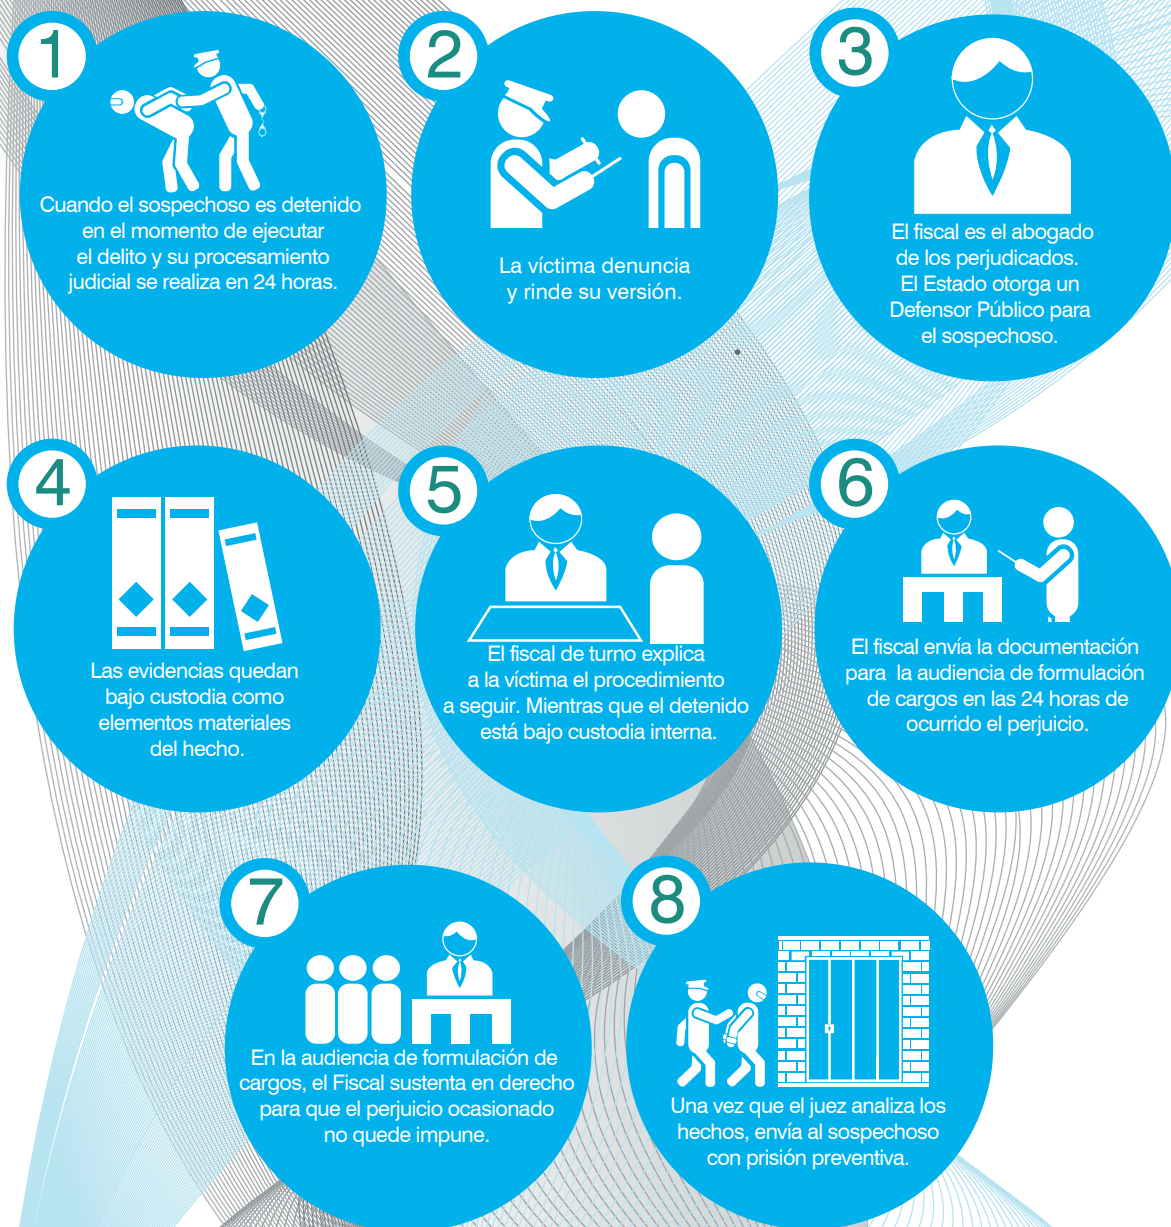 1
Cuando el sospechoso es detenido
en el momento de ejecutar
el delito y su procesamiento
judicial se realiza en 24 horas.
2
La víctima denuncia
y rinde su versión.
3
El fiscal es el abogado
de los perjudicados.
El Estado otorga un
Defensor Público para
el sospechoso.
4
Las evidencias quedan
bajo custodia como
elementos materiales
del hecho.
5
El fiscal de turno explica
a la víctima el procedimiento
a seguir. Mientras que el detenido
está bajo custodia interna.
6
El fiscal envía la documentación
para la audiencia de formulación
de cargos en las 24 horas de
ocurrido el perjuicio.
7
En la audiencia de formulación de
cargos, el Fiscal sustenta en derecho
para que el perjuicio ocasionado
no quede impune.
8
Una vez que el juez analiza los
hechos, envía al sospechoso
con prisión preventiva.